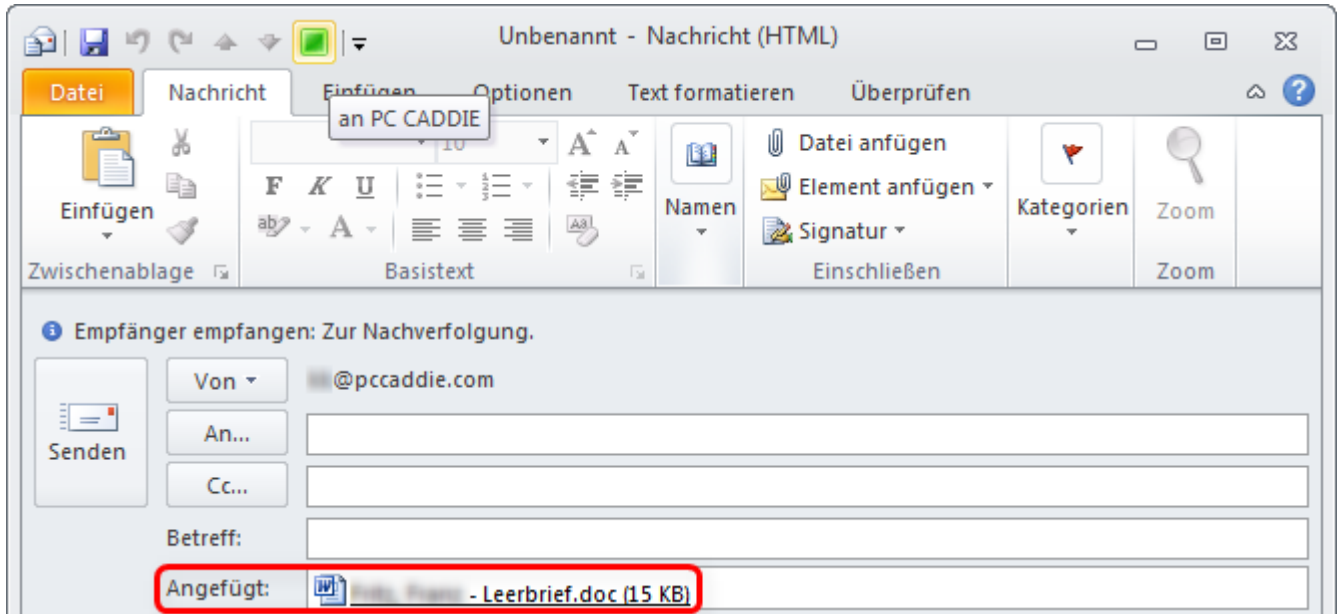 Unbenannt - Nachricht (HTML)
Datei Nachricht Einfügen Optionen Text formatieren Überprüfen
an PC CADDIE
Einfügen
F K U
10
Namen
Datei anfügen
Element anfügen
Signatur
Kategorien
Zoom
Zwischenablage Basistext Einschließen Zoom
Empfänger empfangen: Zur Nachverfolgung.
Senden
Von @pccaddie.com
An...
Cc...
Betreff:
Angefügt: - Leerbrief.doc (15 KB)